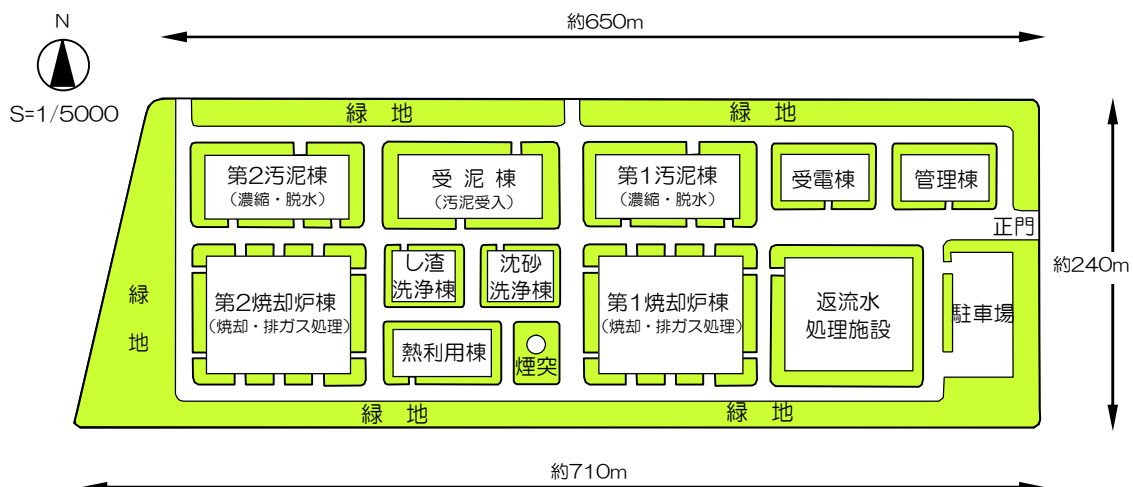 約650m
N
S=1/5000
緑 地
緑 地
第2汚泥棟
(濃縮・脱水)
受 泥 棟
(汚泥受入)
第1汚泥棟
(濃縮・脱水)
受電棟
管理棟
正門
約240m
し渣
洗浄棟
沈砂
洗浄棟
緑
地
第2焼却炉棟
(焼却・排ガス処理)
第1焼却炉棟
(焼却・排ガス処理)
返流水
処理施設
駐車場
熱利用棟
煙突
緑 地
緑 地
約710m